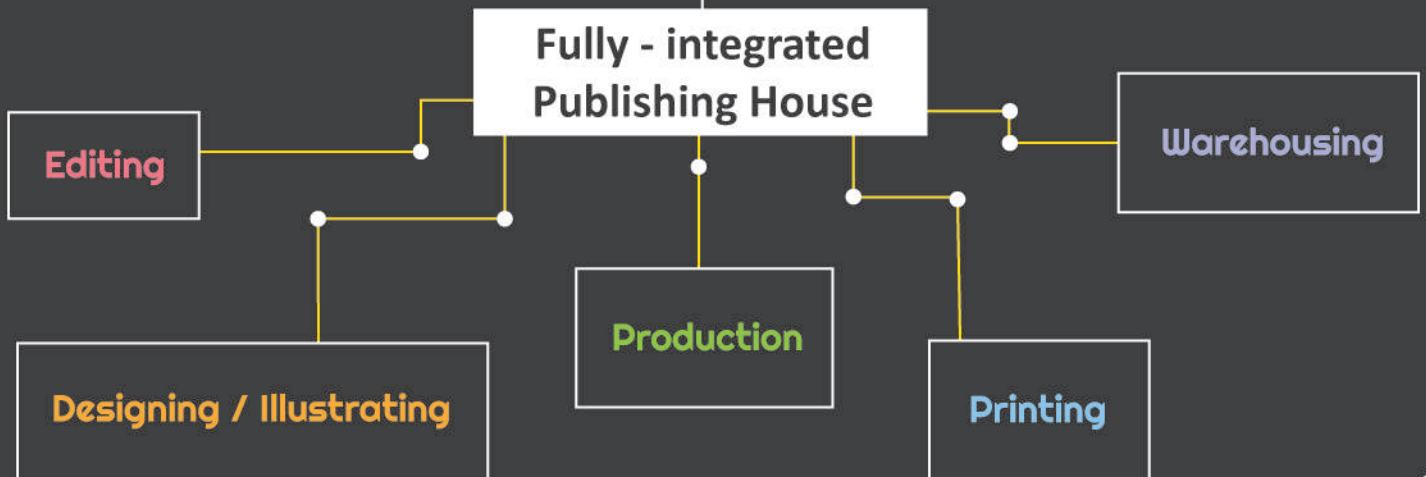 Fully - integrated
Publishing House
Editing
Warehousing
Production
Designing / Illustrating
Printing